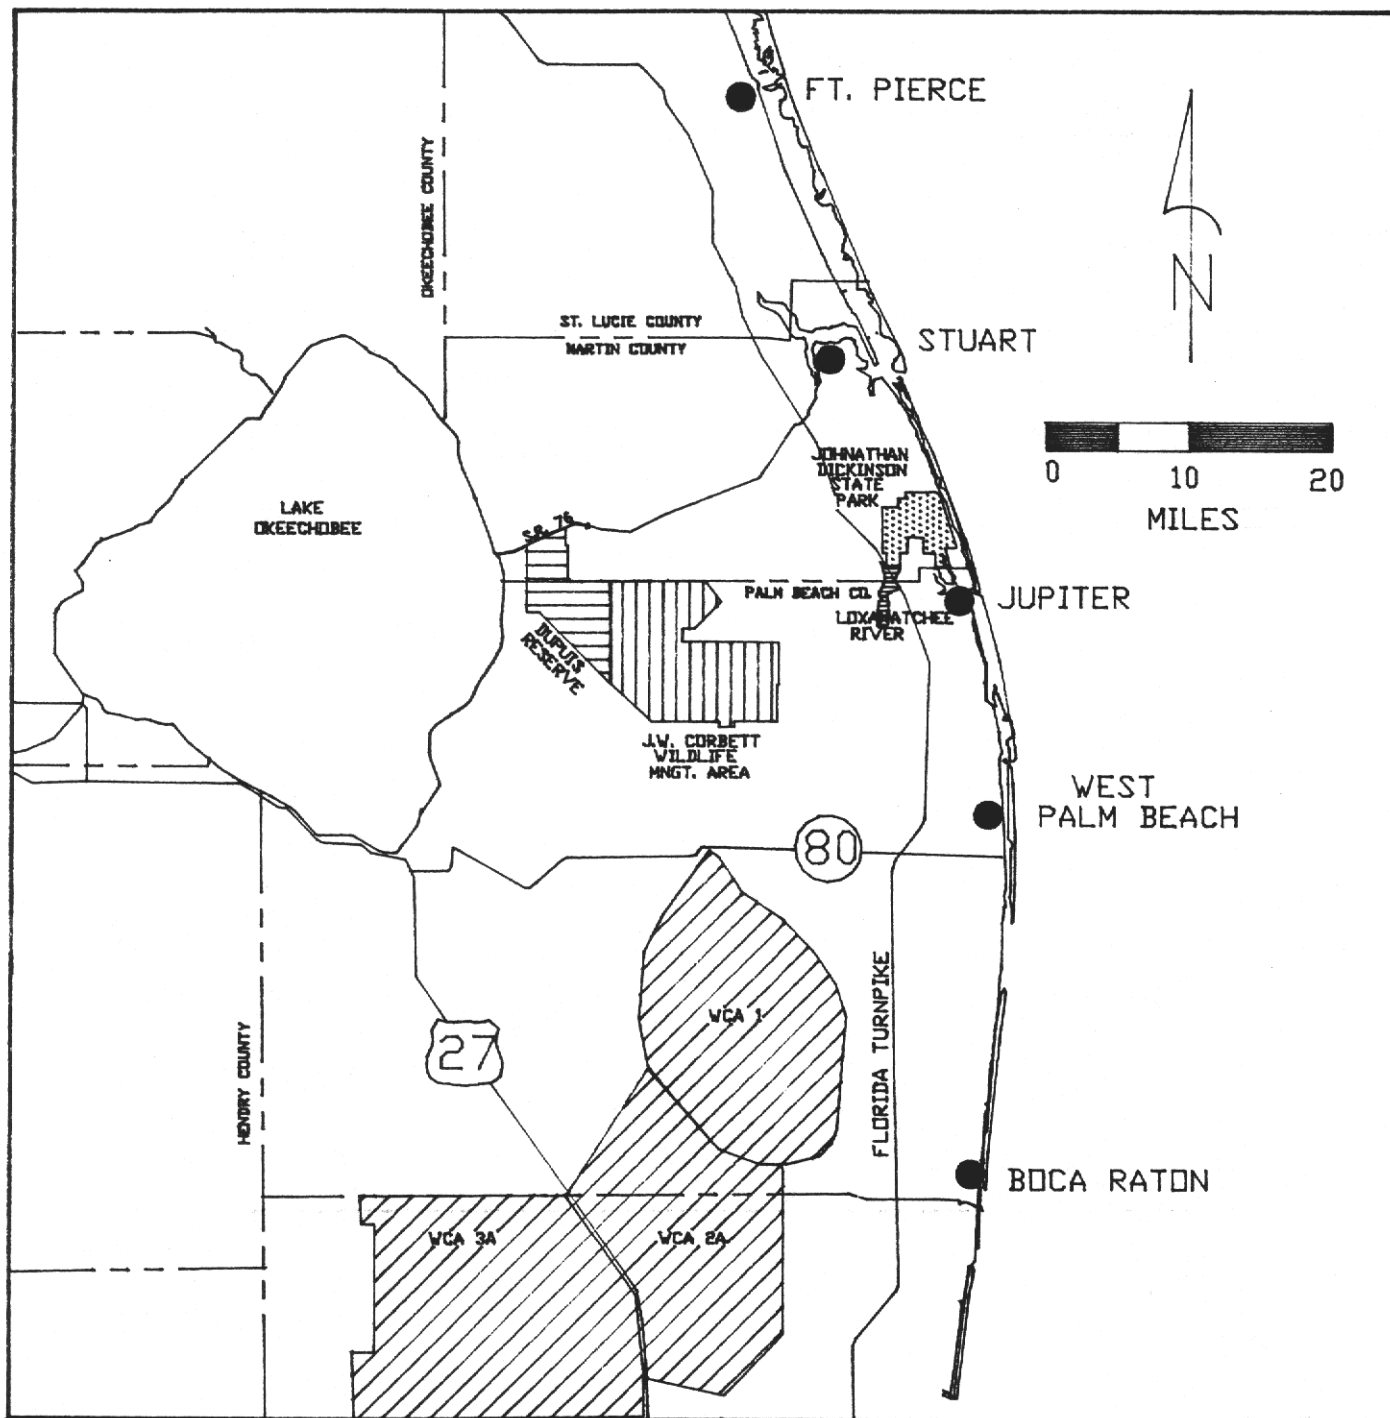 FT. PIERCE
OKEECHOBEE COUNTY
N
ST. LUCIE COUNTY
MARTIN COUNTY
STUART
JOHNATHAN
DICKINSON
STATE
PARK
0 10 20
MILES
LAKE
OKEECHOBEE
S.R. 76
PALM BEACH CO.
JUPITER
LOXAHATCHEE
RIVER
DUPUIS
RESERVE
J.W. CORBETT
WILDLIFE
MNGT. AREA
WEST
PALM BEACH
80
WCA 1
FLORIDA TURNPIKE
27
HENDRY COUNTY
BOCA RATON
WCA 3A
WCA 2A